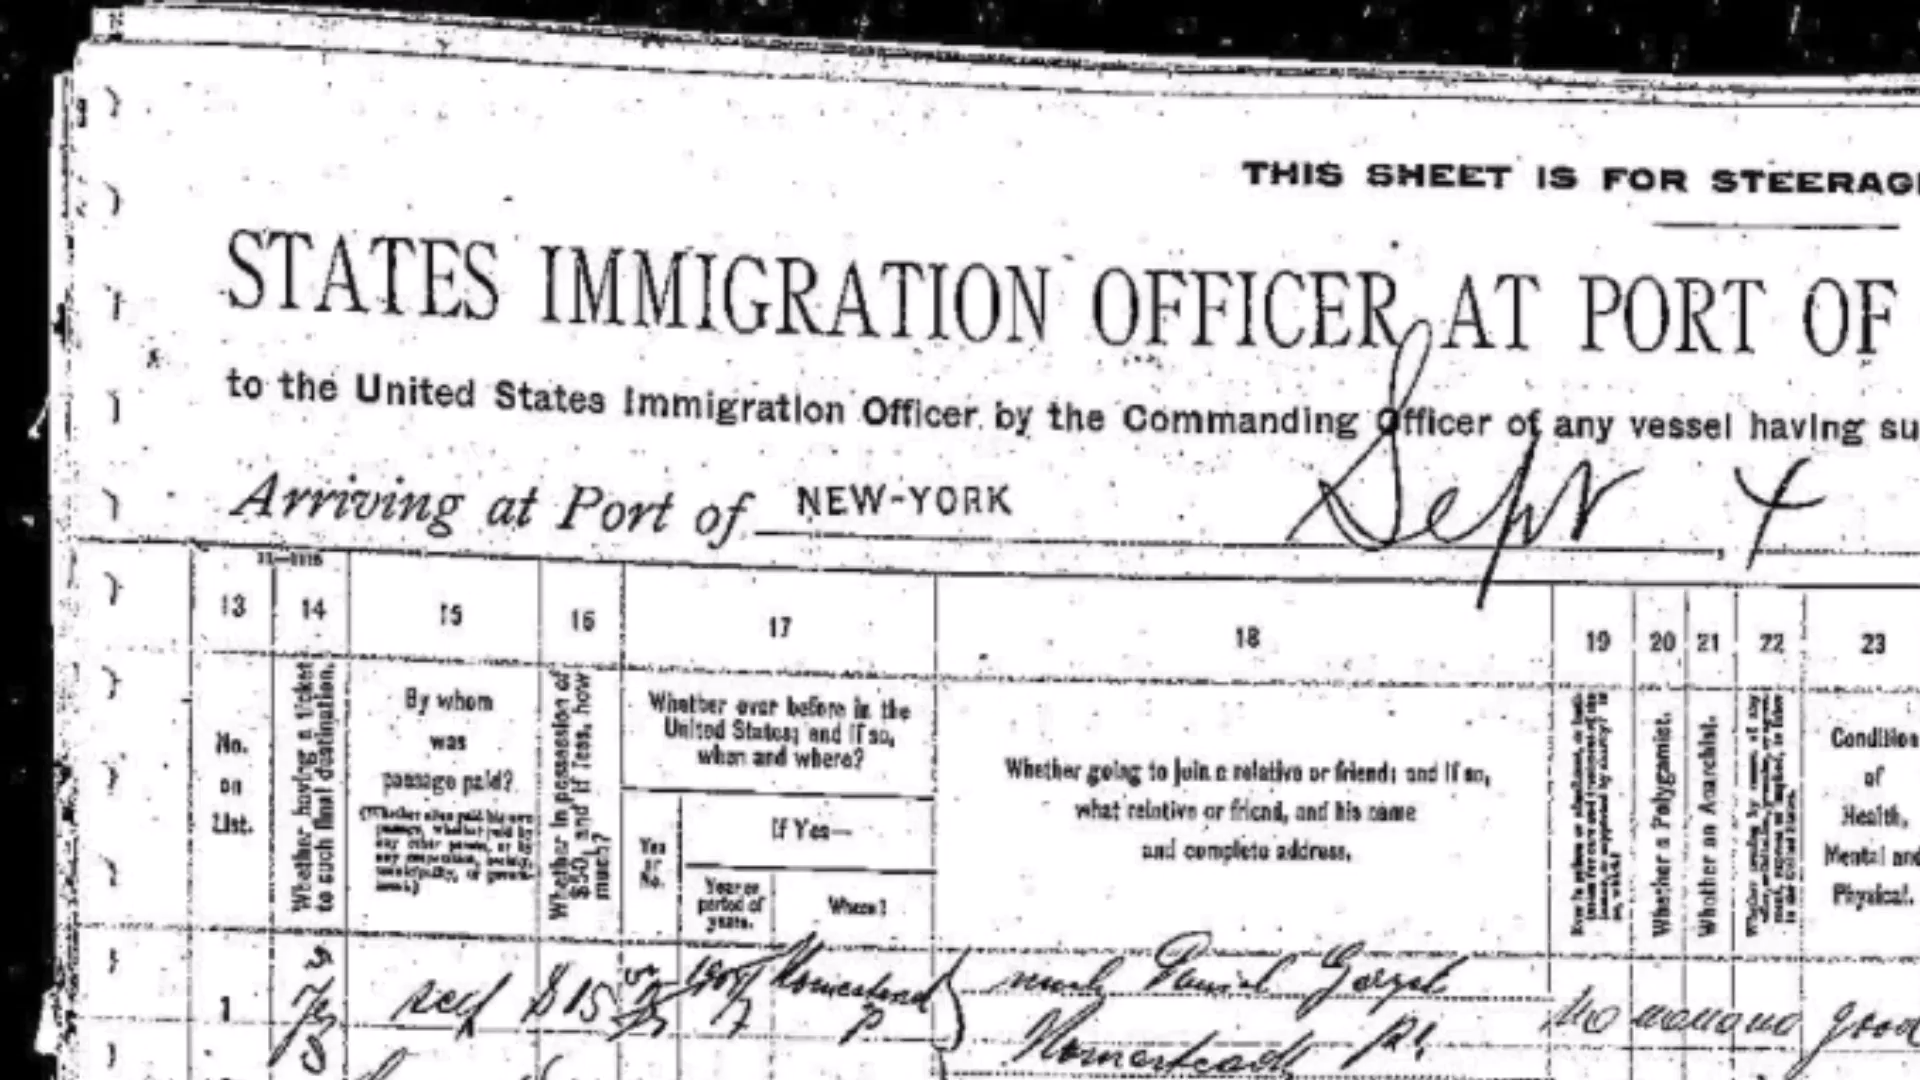 THIS SHEET IS FOR STEERAG
STATES IMMIGRATION OFFICER AT PORT OF
to the United States Immigration Officer by the Commanding Officer of any vessel having su
Arriving at Port of NEW-YORK Sept 4
13 14 15 16 17 18 19 20 21 22 23
No.
on
List.
Whether having a ticket
to such final destination.
By whom
was
passage paid?
Whether in possession of
$50, and if less, how
much?
Whether ever before in the
United States; and if so,
when and where?
Yes
or
No.
If Yes—
Year or
period of
years.
Where?
Whether going to join a relative or friend; and if so,
what relative or friend, and his name
and complete address.
Whether a Polygamist.
Whether an Anarchist.
Condition
of
Health,
Mental and
Physical.
1 self $15 Homestead Daniel no no no no good
P
Homestead Pa.